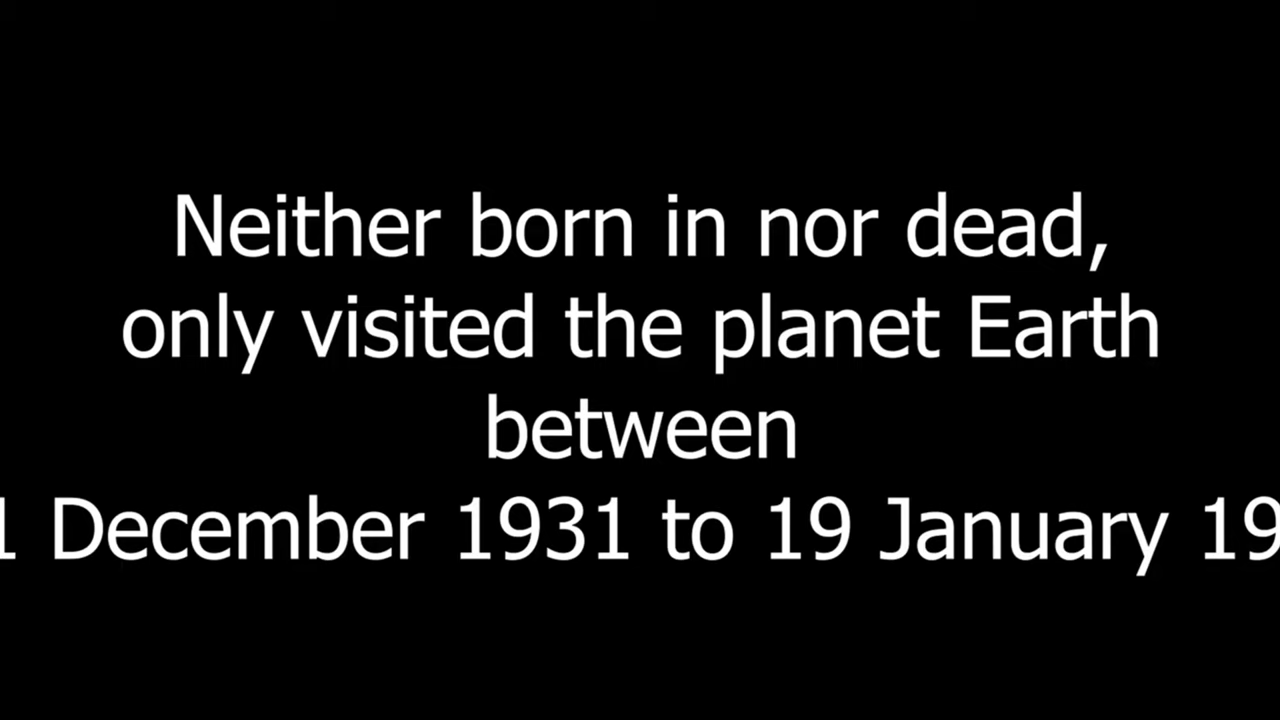 Neither born in nor dead,
only visited the planet Earth
between
1 December 1931 to 19 January 19